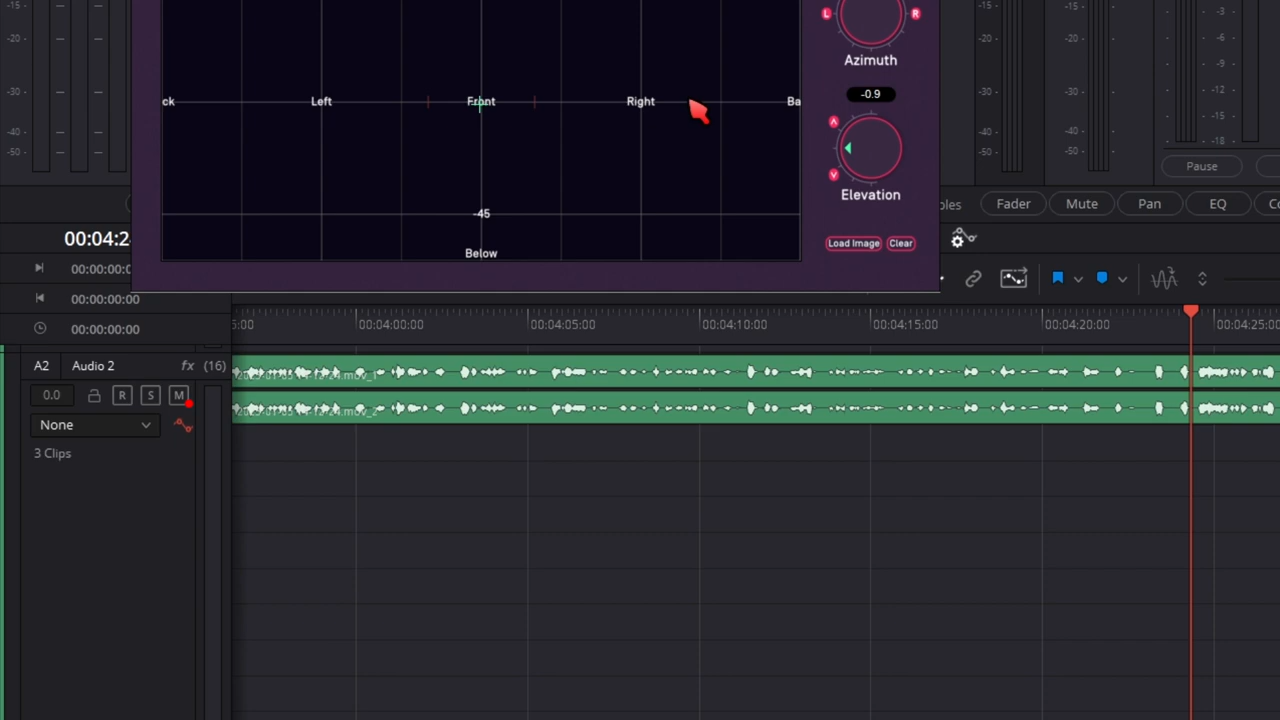 -15 -15 -15 -3
-20 -20 -20 -6
-9
-30 -30 -30 -12
-15
-40 -40 -40 -18
-50 -50 -50
L R
Azimuth
-0.9
ck Left Front Right Ba
Elevation
-45
Below
Load Image Clear
Pause
Fader Mute Pan EQ
00:04:2
00:00:00:0
00:00:00:00
00:00:00:00
5:00 00:04:00:00 00:04:05:00 00:04:10:00 00:04:15:00 00:04:20:00 00:04:25:00
A2 Audio 2 fx (16)
0.0 R S M
None
3 Clips